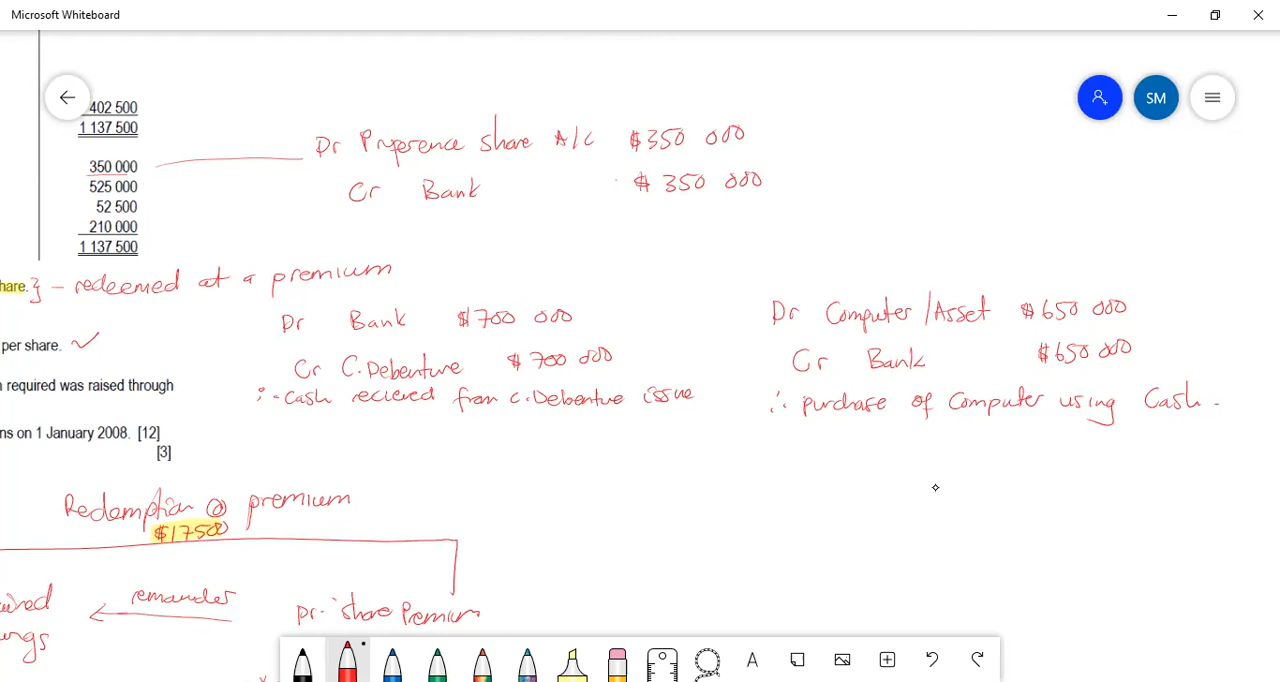 Microsoft Whiteboard
SM
402 500
1 137 500
350 000
525 000
52 500
210 000
1 137 500
Dr Preference share A/C $350 000
Cr Bank $350 000
share. } - redeemed at a premium
Dr Bank $700 000
Cr C.Debenture $700 000
∴ Cash recieved from C.Debentue issue
Dr Computer/Asset $650 000
Cr Bank $650 000
∴ purchase of Computer using Cash.
per share.
required was raised through
ns on 1 January 2008. [12]
[3]
Redemption @ premium
$17500
remainder
Dr - share Premium
A